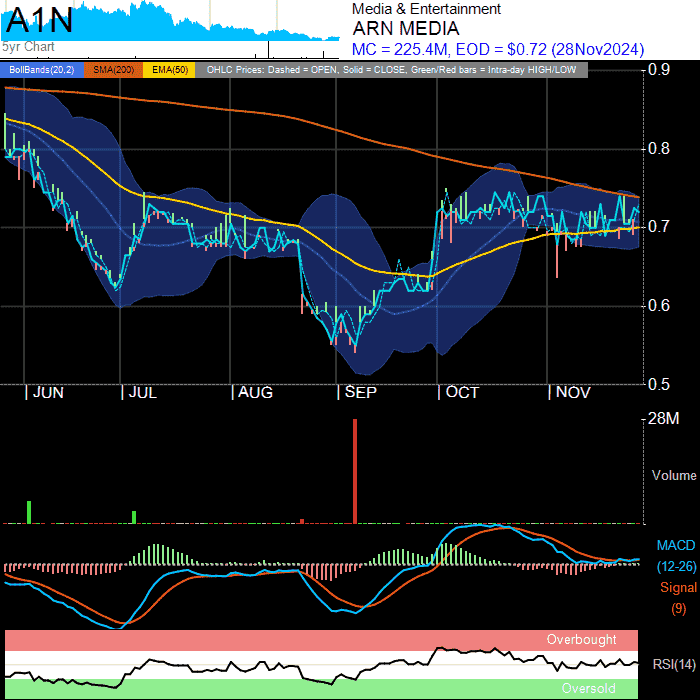 A1N
5yr Chart
Media & Entertainment
ARN MEDIA
MC = 225.4M, EOD = $0.72 (28Nov2024)
BollBands(20,2) SMA(200) EMA(50) OHLC Prices: Dashed = OPEN, Solid = CLOSE, Green/Red bars = Intra-day HIGH/LOW
0.9
0.8
0.7
0.6
0.5
JUN JUL AUG SEP OCT NOV
28M
Volume
MACD
(12-26)
Signal
(9)
Overbought
RSI(14)
Oversold